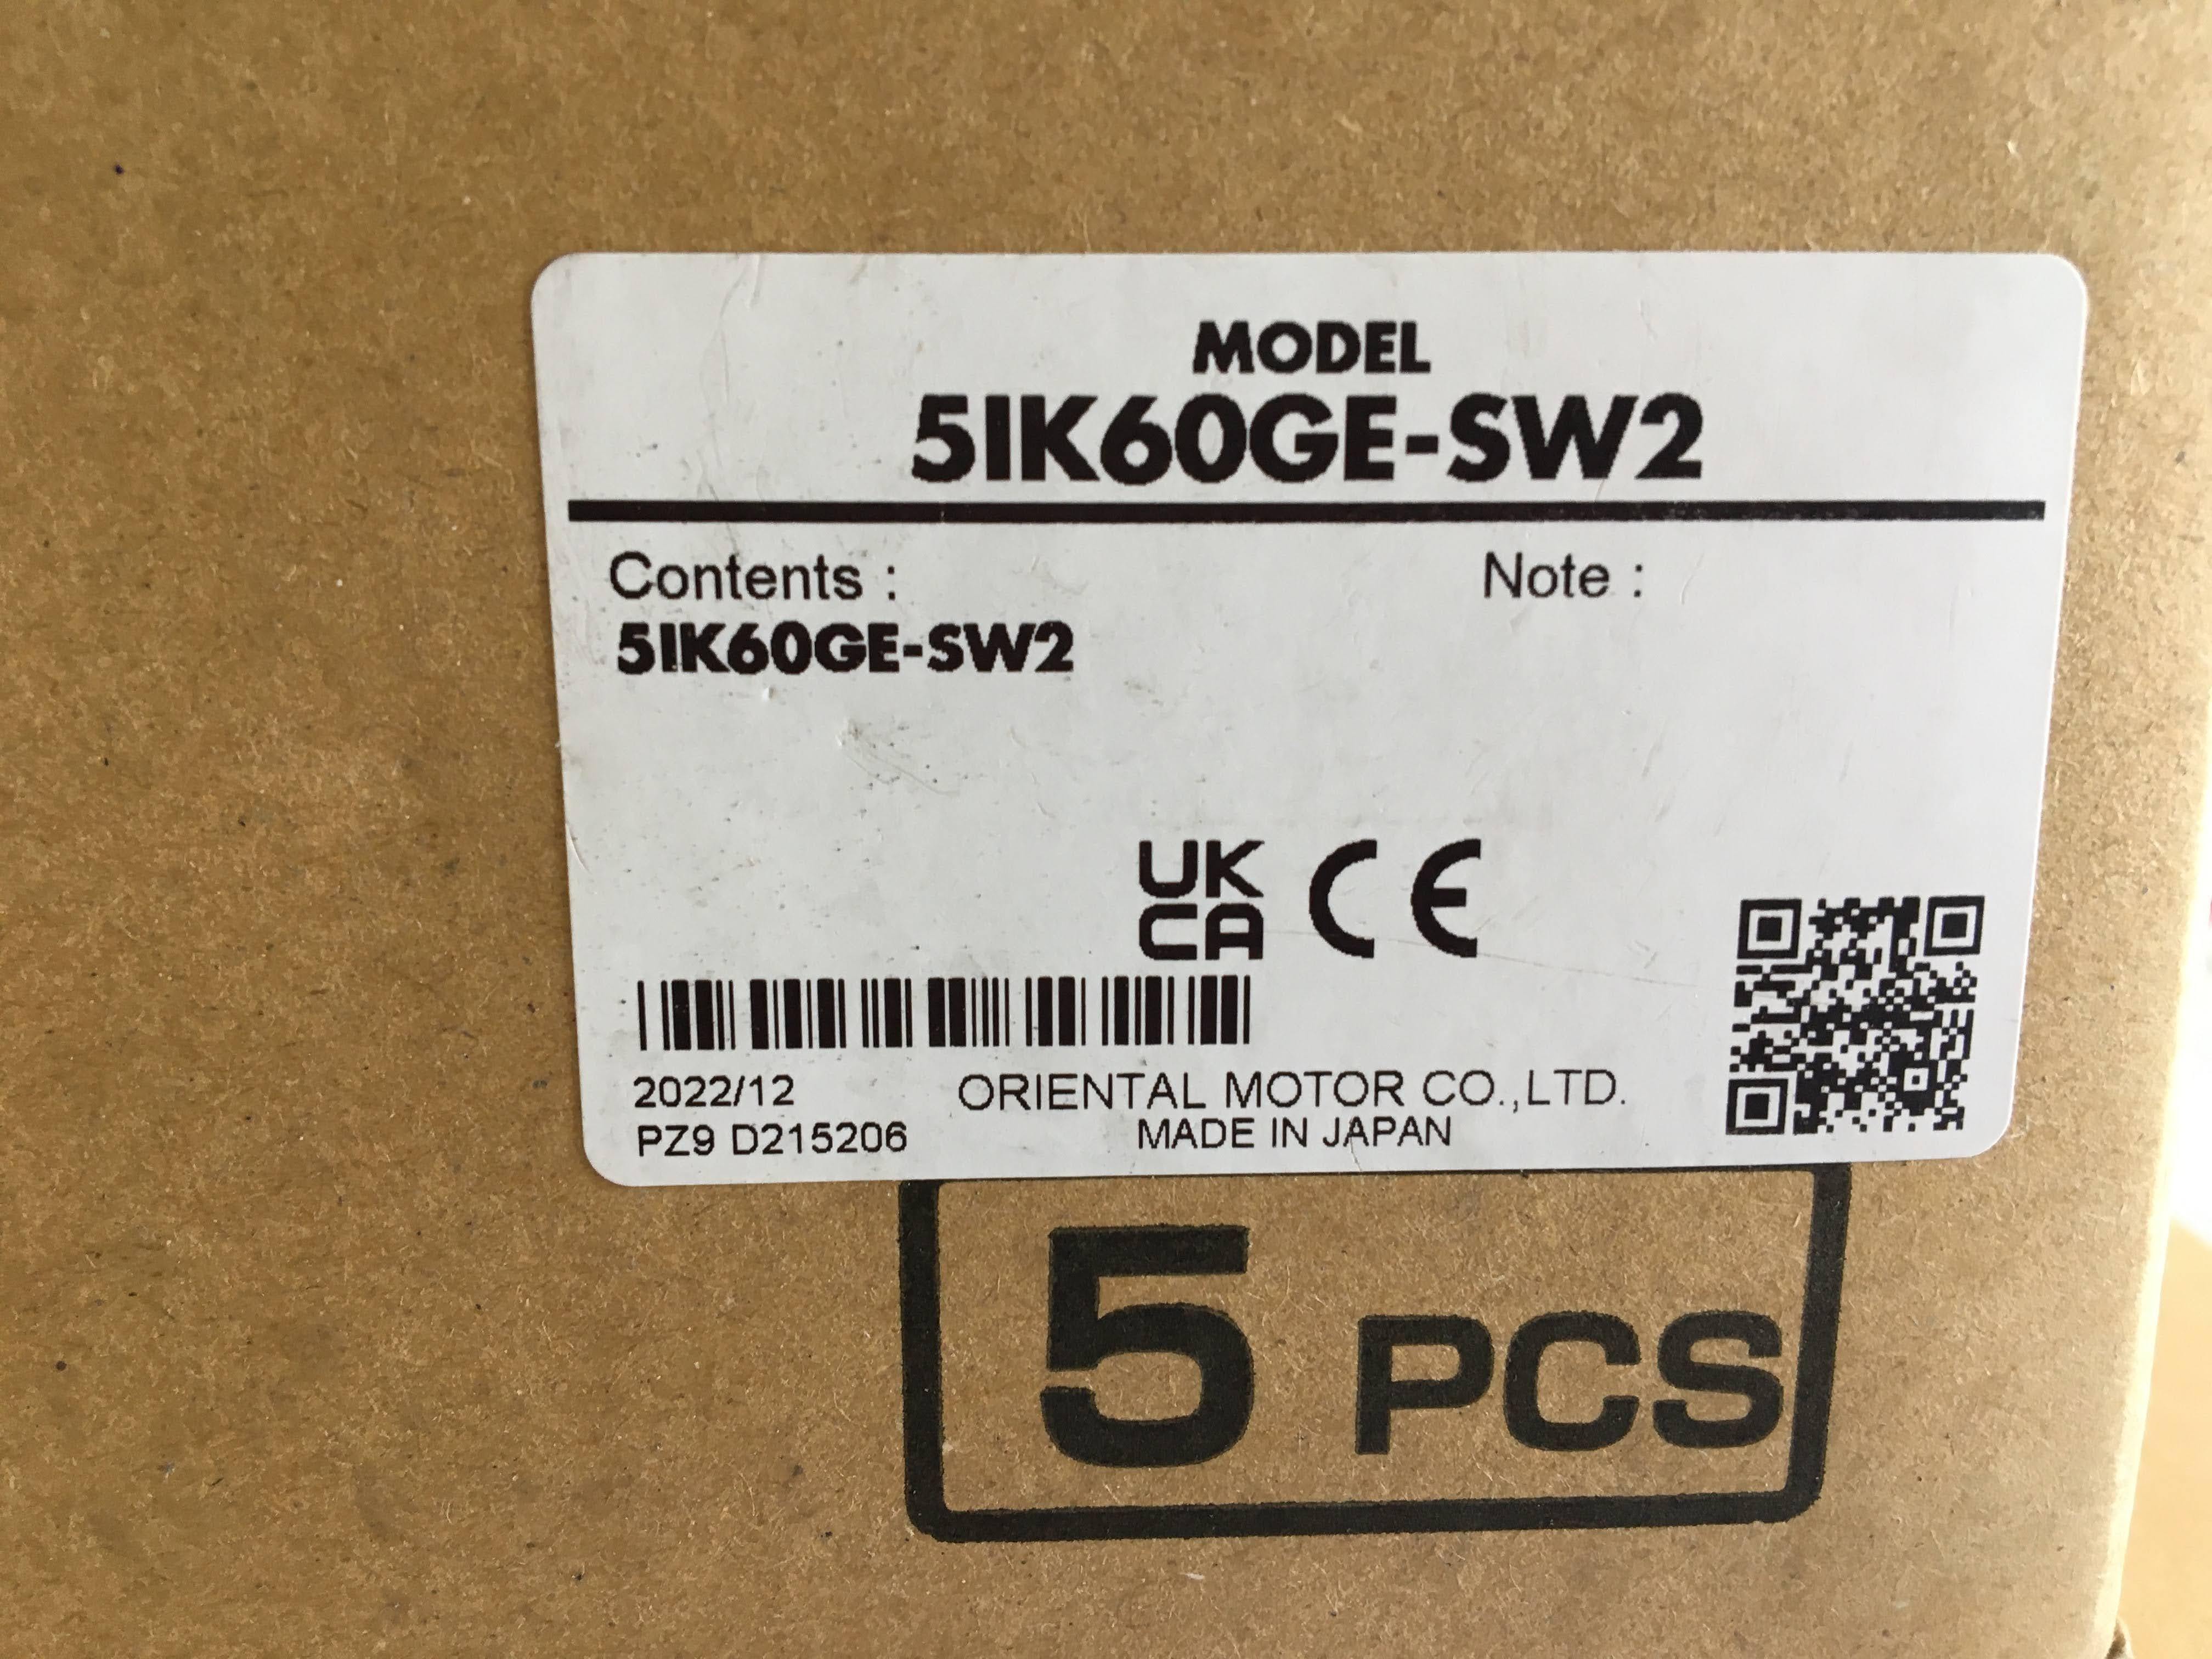 MODEL
5IK60GE-SW2
Contents : Note :
5IK60GE-SW2
UK
CA CE
2022/12 ORIENTAL MOTOR CO.,LTD.
PZ9 D215206 MADE IN JAPAN
5 PCS